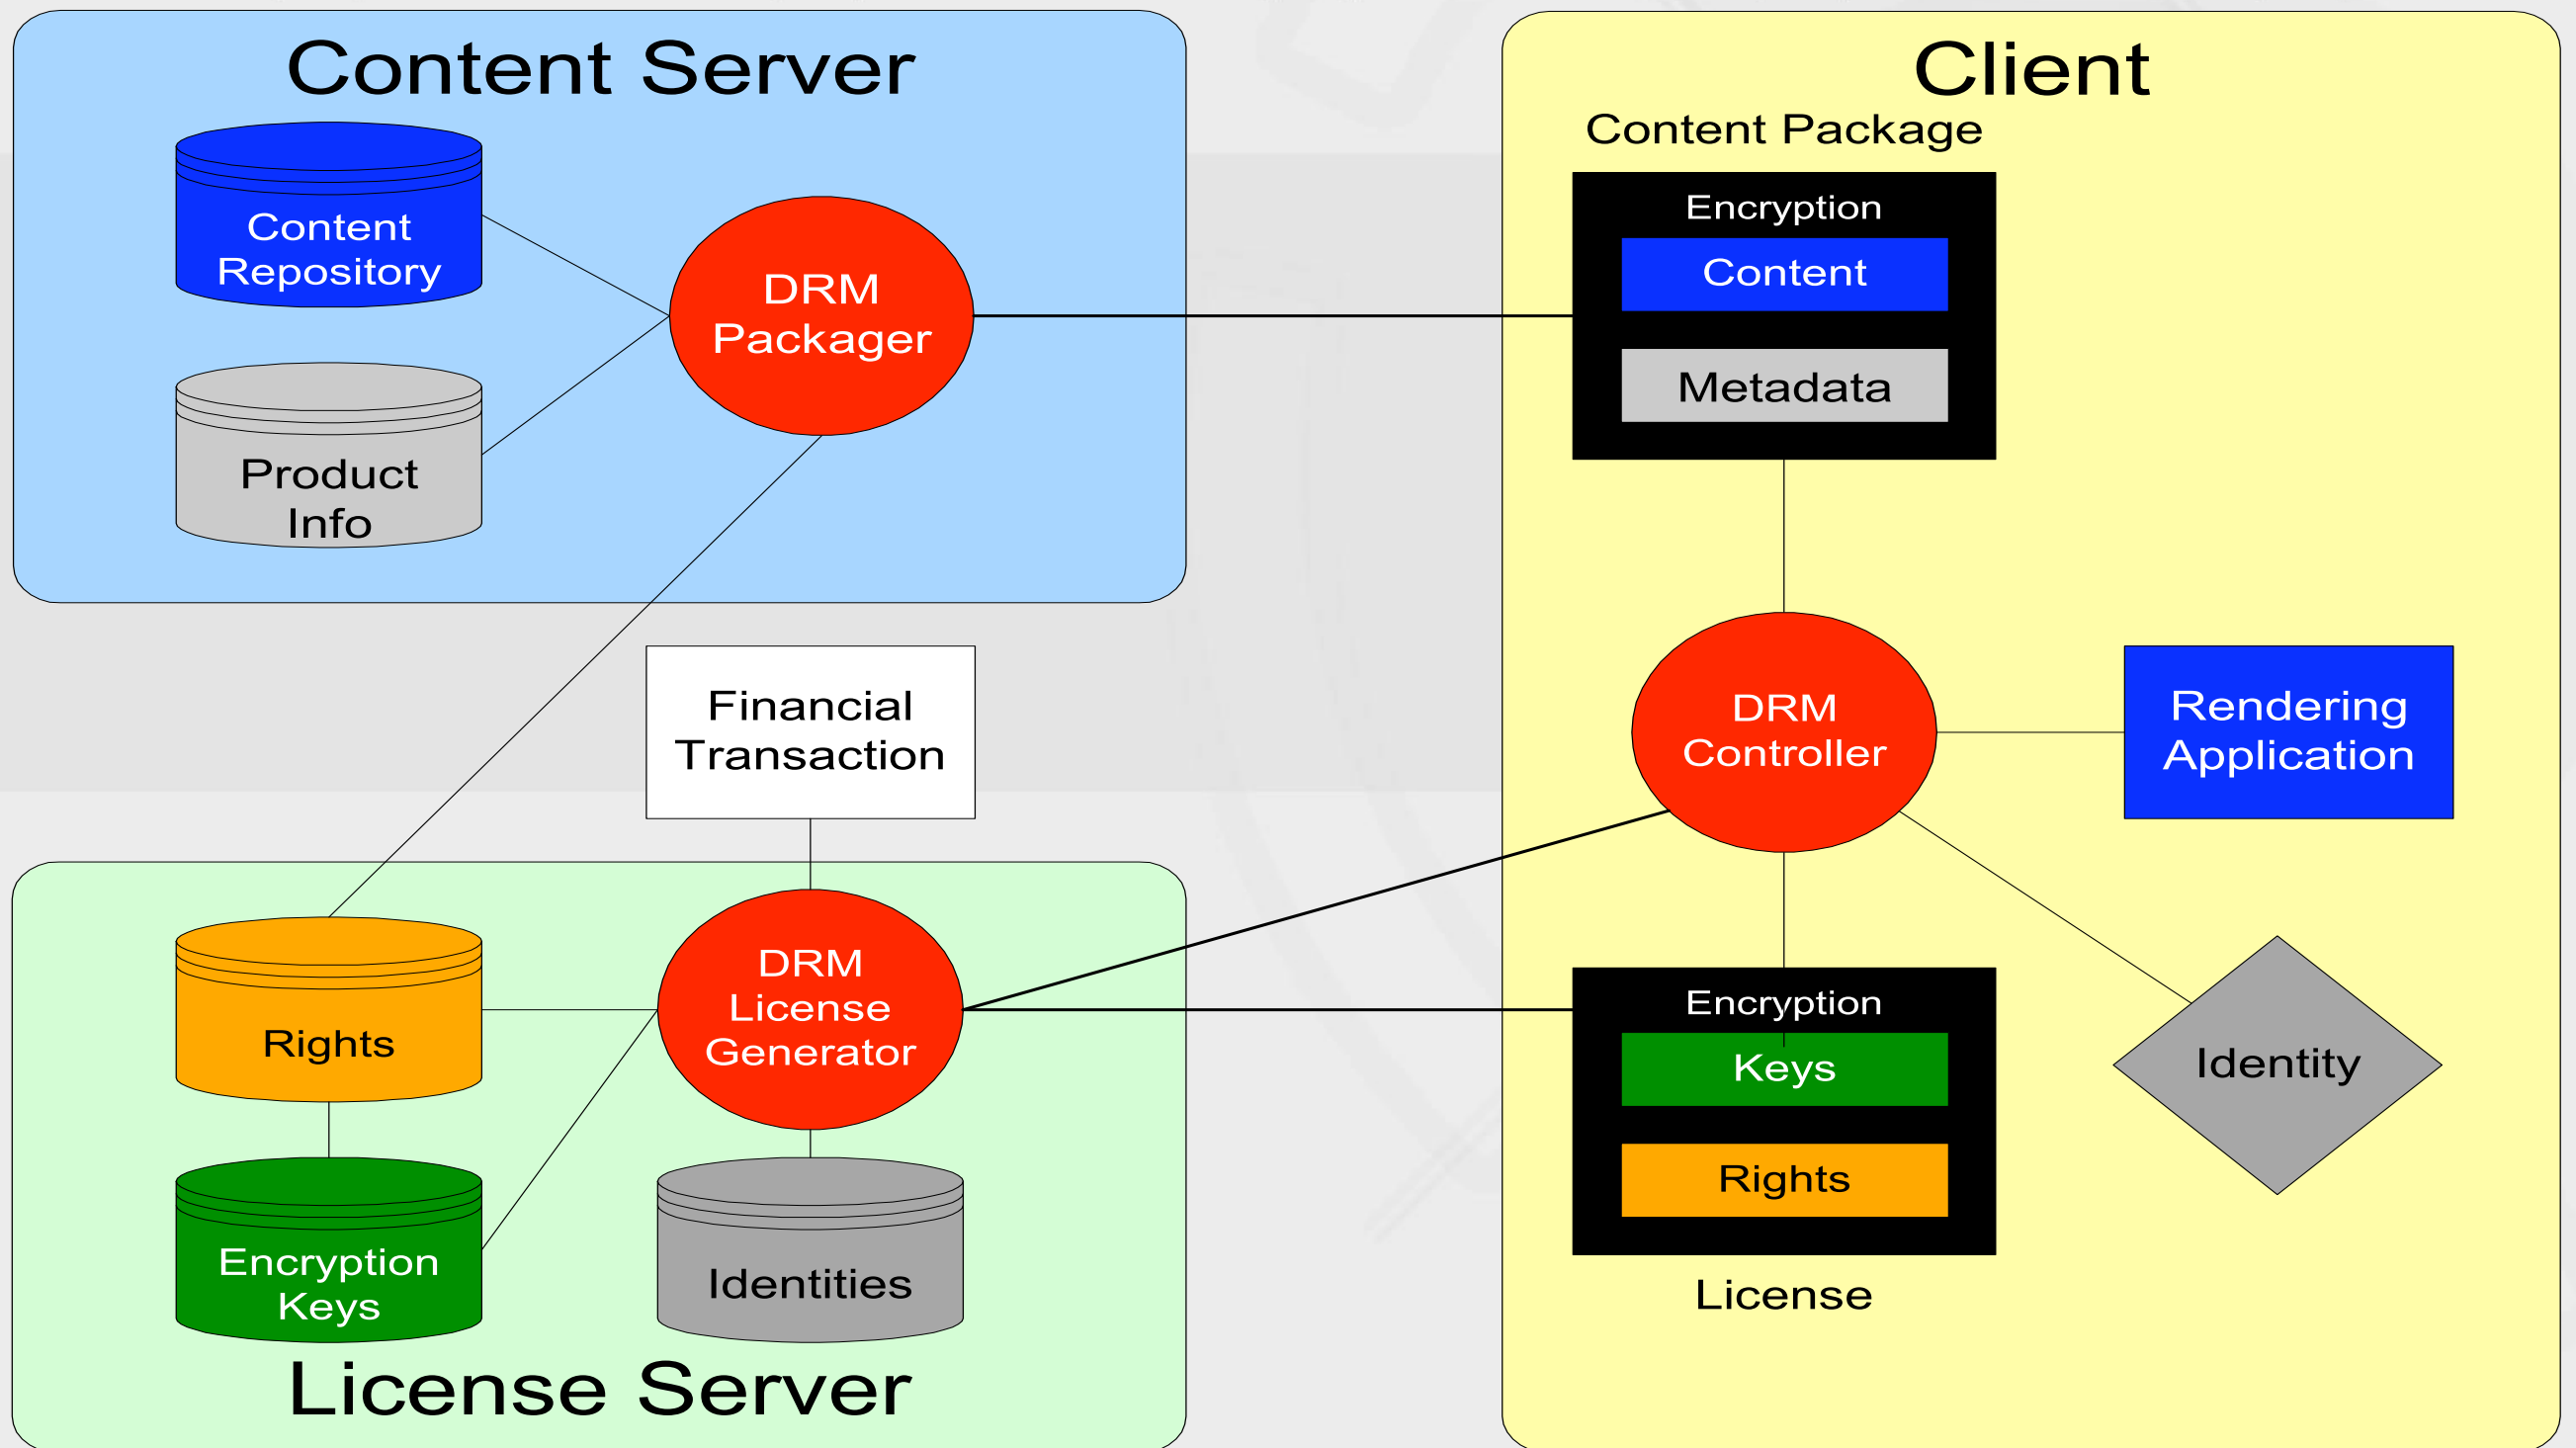 Content Server
Content
Repository
DRM
Packager
Product
Info
Client
Content Package
Encryption
Content
Metadata
Financial
Transaction
DRM
Controller
Rendering
Application
Rights
DRM
License
Generator
Encryption
Keys
Identities
License Server
Encryption
Keys
Rights
License
Identity